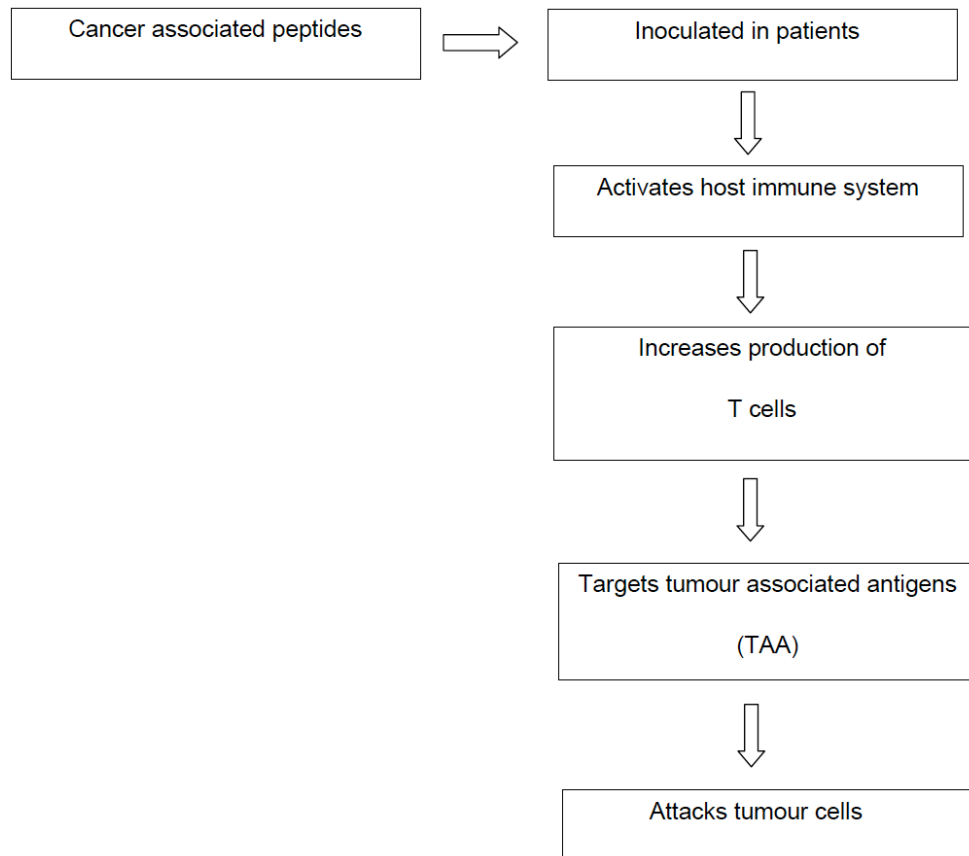 Cancer associated peptides
Inoculated in patients
Activates host immune system
Increases production of
T cells
Targets tumour associated antigens
(TAA)
Attacks tumour cells